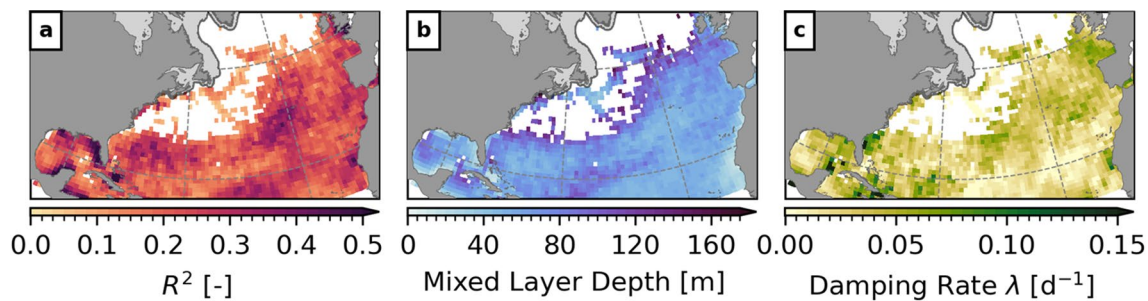 a
b
c
0.0 0.1 0.2 0.3 0.4 0.5
0 40 80 120 160
0.00 0.05 0.10 0.15
R² [-]
Mixed Layer Depth [m]
Damping Rate λ [d⁻¹]